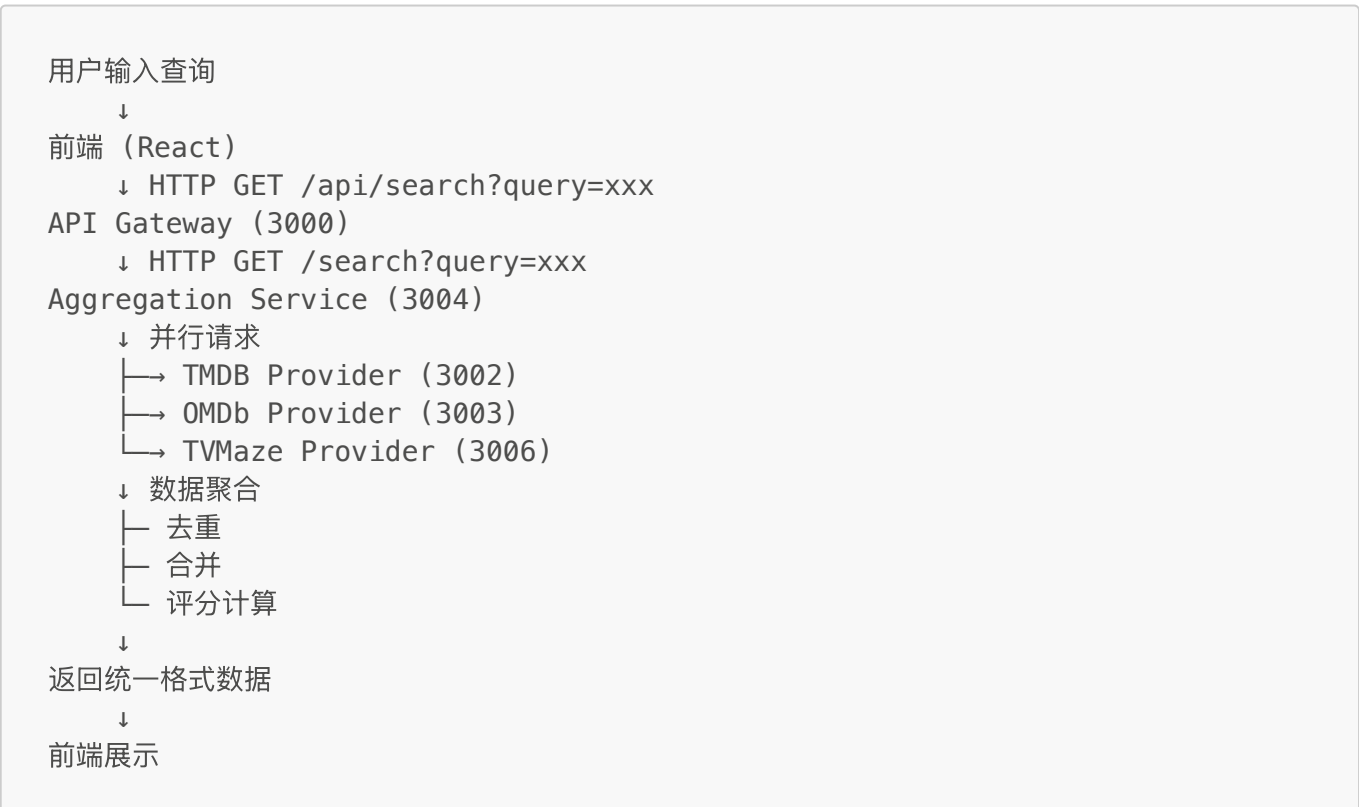 用户输入查询
↓
前端 (React)
↓ HTTP GET /api/search?query=xxx
API Gateway (3000)
↓ HTTP GET /search?query=xxx
Aggregation Service (3004)
↓ 并行请求
├─→ TMDB Provider (3002)
├─→ OMDb Provider (3003)
└─→ TVMaze Provider (3006)
↓ 数据聚合
├─ 去重
├─ 合并
└─ 评分计算
↓
返回统一格式数据
↓
前端展示